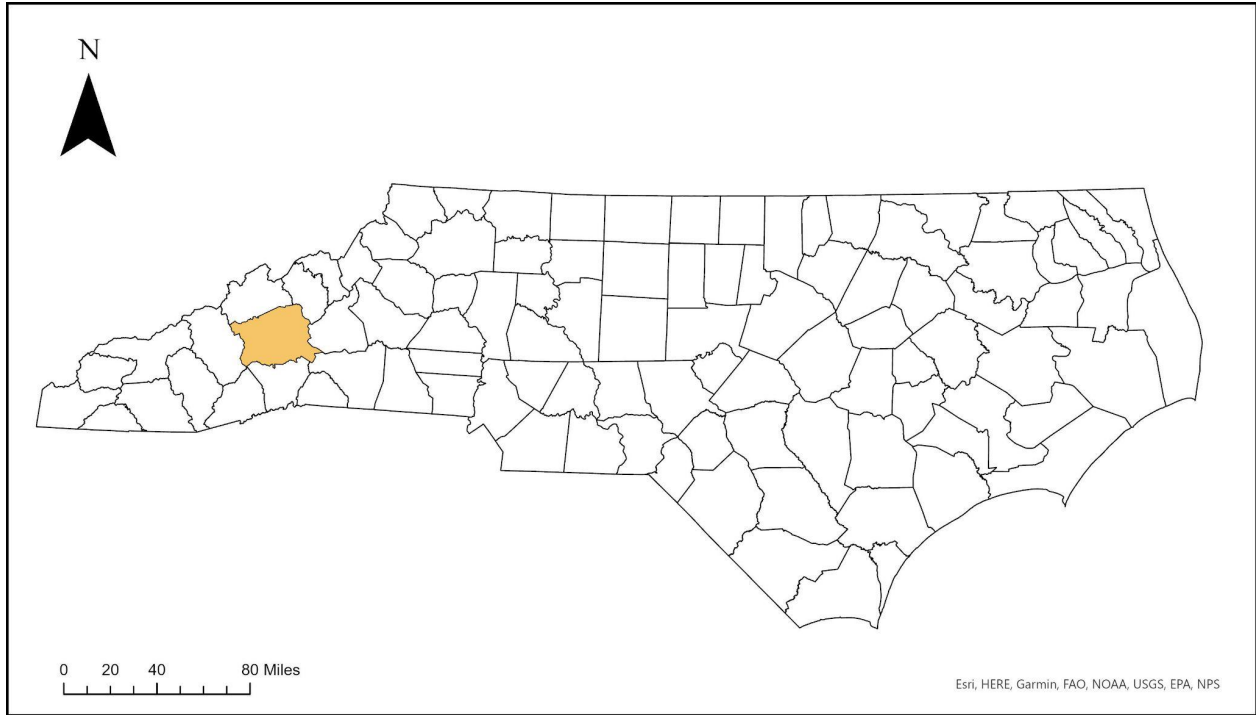 N
0 20 40 80 Miles
Esri, HERE, Garmin, FAO, NOAA, USGS, EPA, NPS